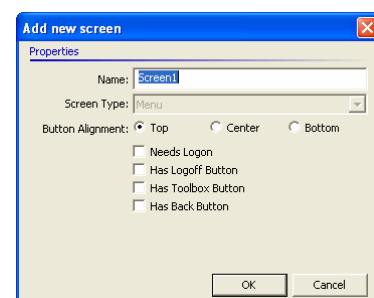 Add new screen
Properties
Name: Screen1
Screen Type: Menu
Button Alignment: Top Center Bottom
Needs Logon
Has Logoff Button
Has Toolbox Button
Has Back Button
OK Cancel